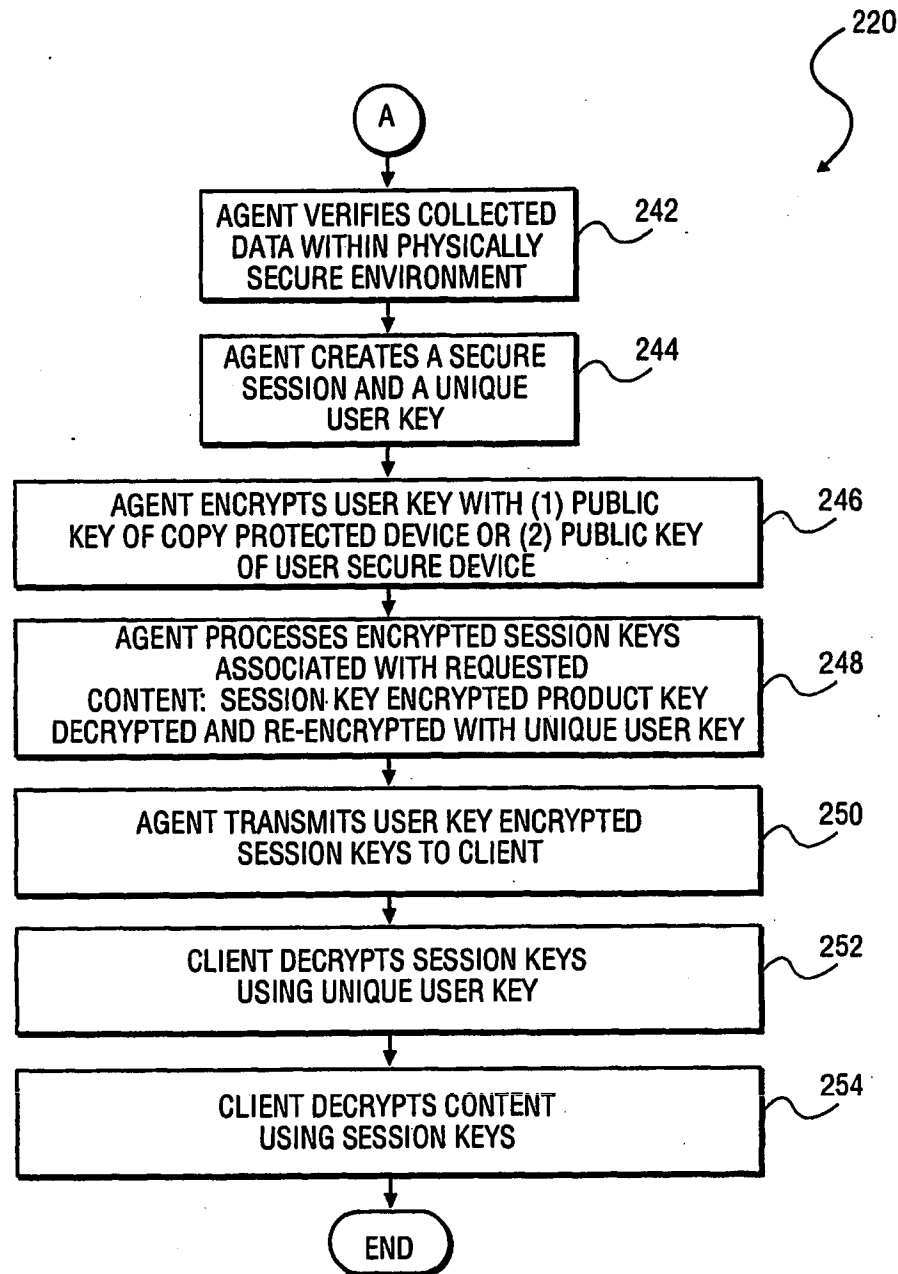 220
A
AGENT VERIFIES COLLECTED
DATA WITHIN PHYSICALLY
SECURE ENVIRONMENT
242
AGENT CREATES A SECURE
SESSION AND A UNIQUE
USER KEY
244
AGENT ENCRYPTS USER KEY WITH (1) PUBLIC
KEY OF COPY PROTECTED DEVICE OR (2) PUBLIC KEY
OF USER SECURE DEVICE
246
AGENT PROCESSES ENCRYPTED SESSION KEYS
ASSOCIATED WITH REQUESTED
CONTENT: SESSION KEY ENCRYPTED PRODUCT KEY
DECRYPTED AND RE-ENCRYPTED WITH UNIQUE USER KEY
248
AGENT TRANSMITS USER KEY ENCRYPTED
SESSION KEYS TO CLIENT
250
CLIENT DECRYPTS SESSION KEYS
USING UNIQUE USER KEY
252
CLIENT DECRYPTS CONTENT
USING SESSION KEYS
254
END